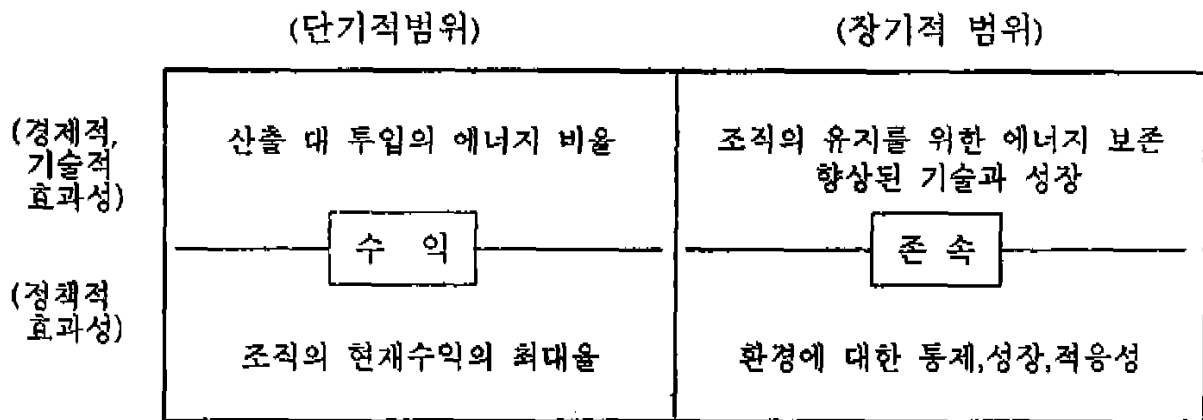 (단기적범위) (장기적 범위)
(경제적, 산출 대 투입의 에너지 비율 조직의 유지를 위한 에너지 보존
기술적 향상된 기술과 성장
효과성)
수 익 존 속
(정책적
효과성)
조직의 현재수익의 최대율 환경에 대한 통제,성장,적응성